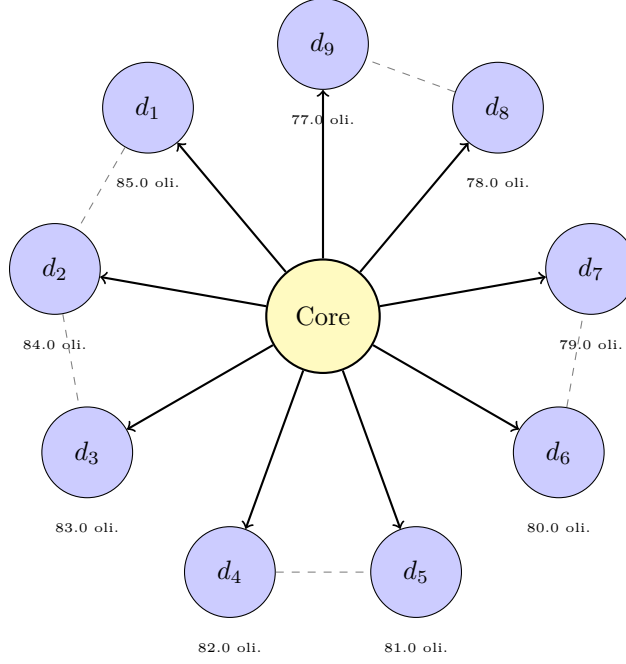 d₉
d₁
d₈
77.0 oli.
85.0 oli.
78.0 oli.
d₂
d₇
Core
84.0 oli.
79.0 oli.
d₃
d₆
83.0 oli.
80.0 oli.
d₄
d₅
82.0 oli.
81.0 oli.